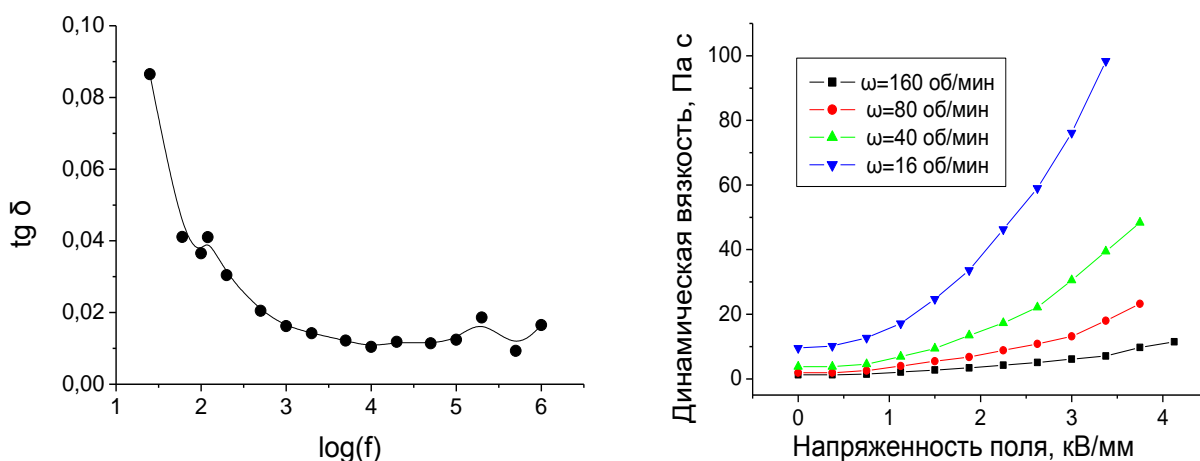 0,10
0,08
0,06
0,04
0,02
0,00
tg δ
1
2
3
4
5
6
log(f)
100
80
60
40
20
0
Динамическая вязкость, Па с
ω=160 об/мин
ω=80 об/мин
ω=40 об/мин
ω=16 об/мин
0
1
2
3
4
Напряженность поля, кВ/мм